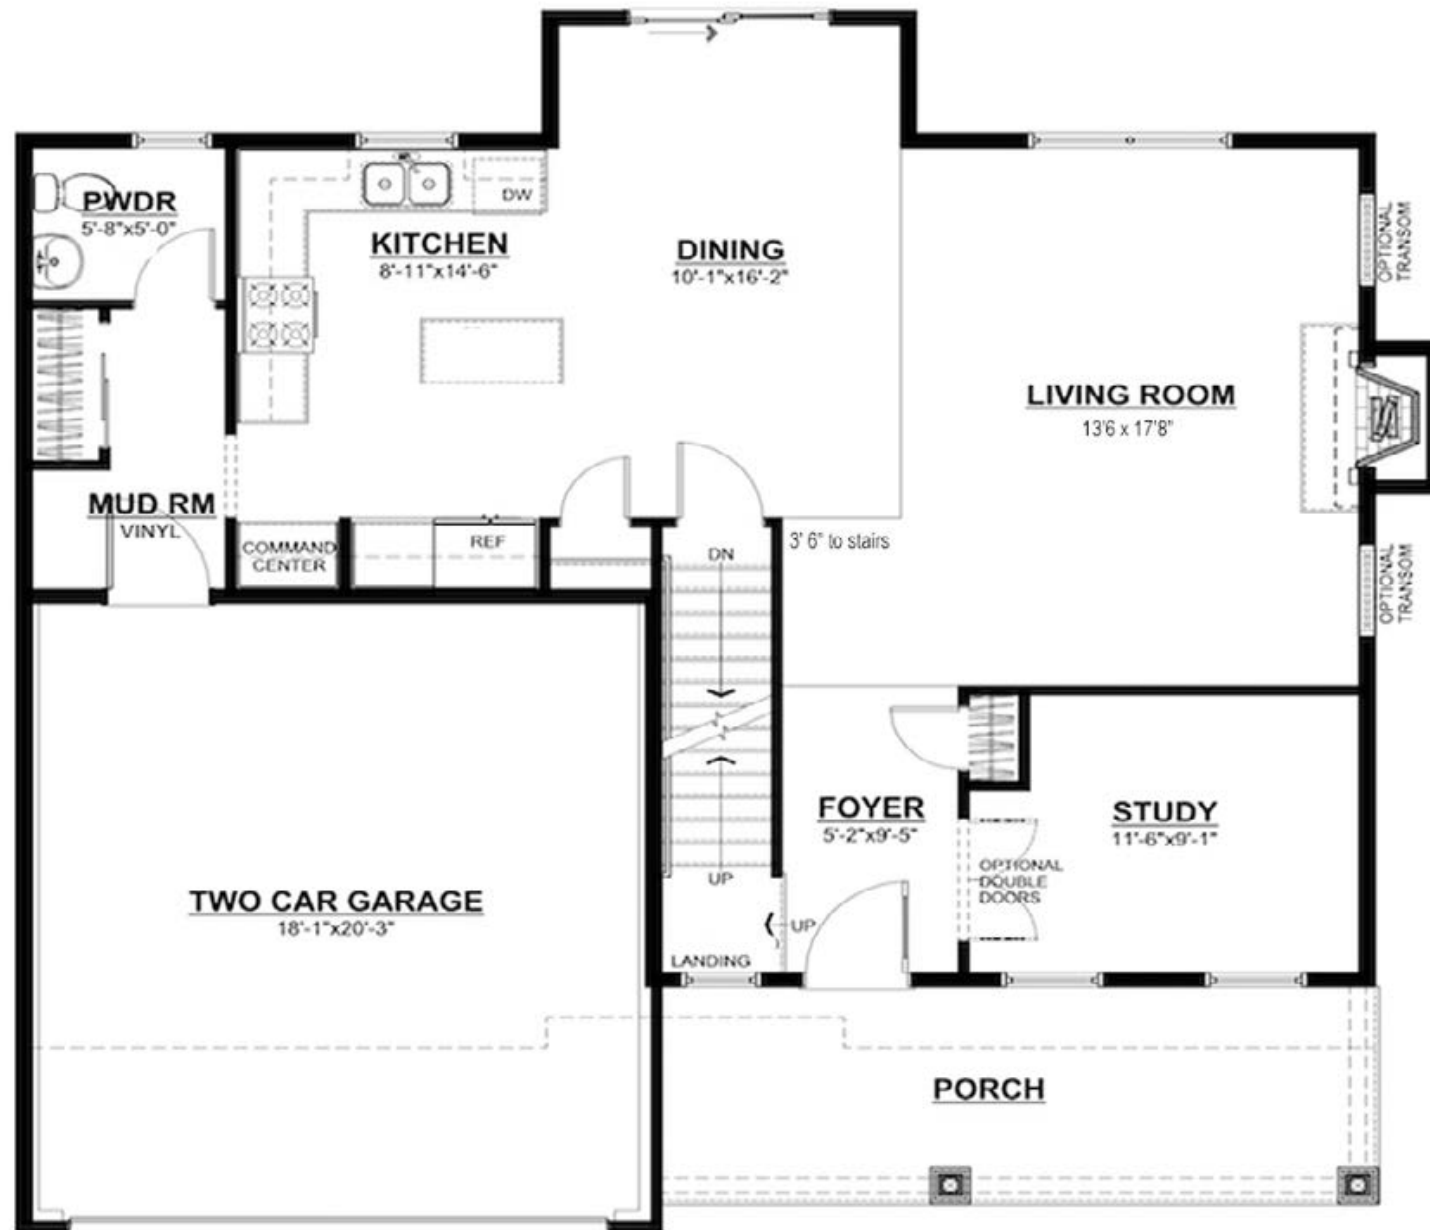 PWDR
5'-8"x5'-0"
DW
KITCHEN
8'-11"x14'-6"
DINING
10'-1"x16'-2"
OPTIONAL
TRANSOM
LIVING ROOM
13'6 x 17'8"
MUD RM
VINYL
COMMAND
CENTER
REF
DN
3' 6" to stairs
OPTIONAL
TRANSOM
FOYER
5'-2"x9'-5"
STUDY
11'-6"x9'-1"
OPTIONAL
DOUBLE
DOORS
UP
UP
LANDING
TWO CAR GARAGE
18'-1"x20'-3"
PORCH